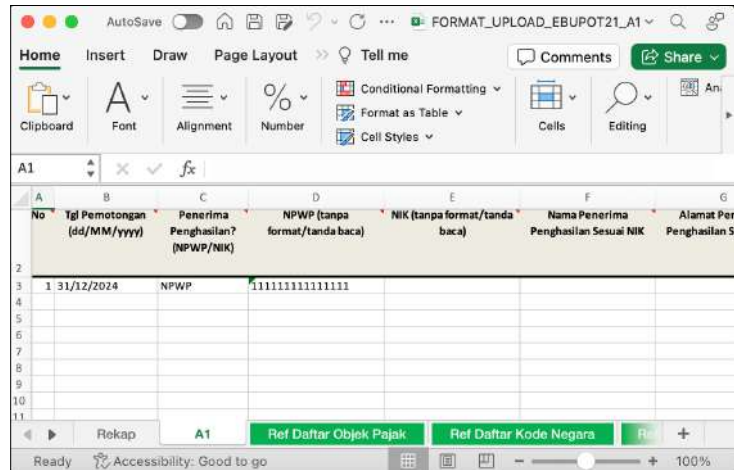 AutoSave ··· FORMAT_UPLOAD_EBUPOT21_A1
Home Insert Draw Page Layout >> Tell me Comments Share
Clipboard Font Alignment Number Conditional Formatting Cells Editing An
Format as Table
Cell Styles
A1 fx
A B C D E F G
No Tgl Pemotongan Penerima NPWP (tanpa NIK (tanpa format/tanda Nama Penerima Alamat Per
(dd/MM/yyyy) Penghasilan? format/tanda baca) baca) Penghasilan Sesuai NIK Penghasilan S
(NPWP/NIK)
2
3 1 31/12/2024 NPWP 111111111111111
4
5
6
7
8
9
10
11
Rekap A1 Ref Daftar Objek Pajak Ref Daftar Kode Negara +
Ready Accessibility: Good to go - + 100%